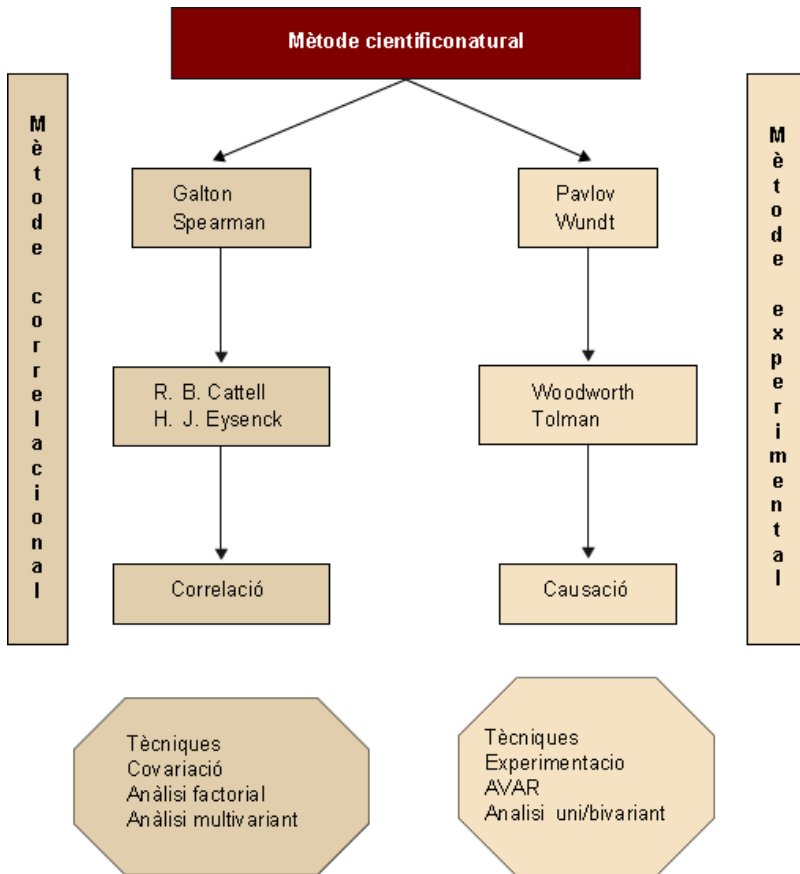 Mètode cientificonatural
Mètode correlacional
Galton
Spearman
R. B. Cattell
H. J. Eysenck
Correlació
Pavlov
Wundt
Woodworth
Tolman
Causació
Mètode experimental
Tècniques
Covariació
Anàlisi factorial
Anàlisi multivariant
Tècniques
Experimentacio
AVAR
Analisi uni/bivariant